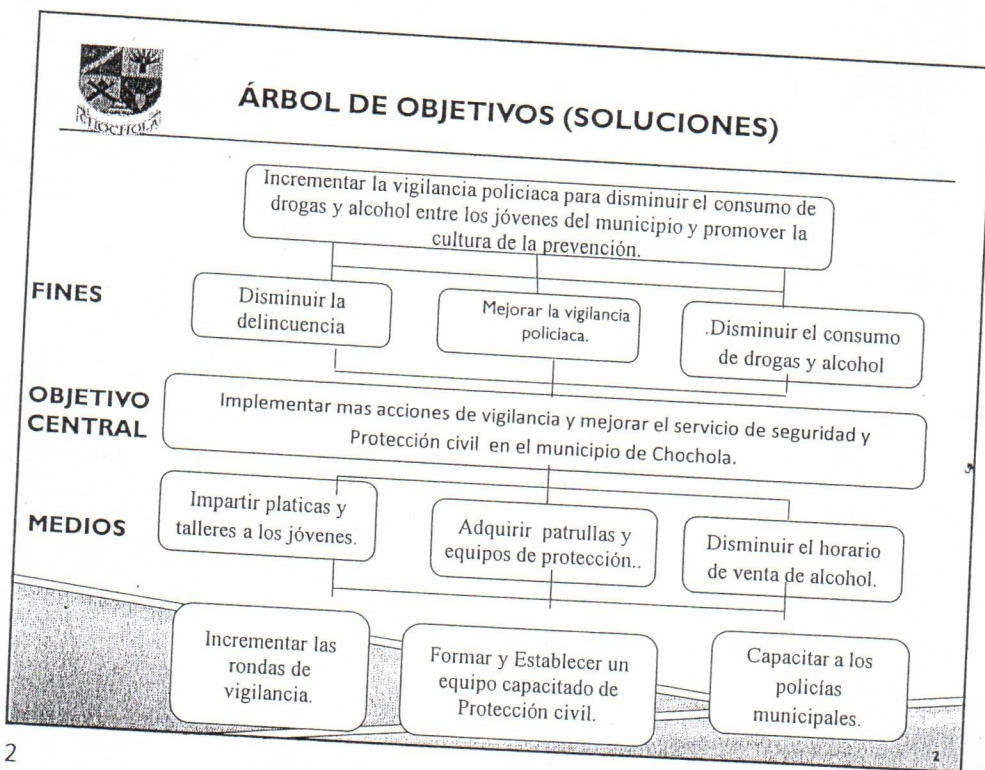 CHOCHOLA
ÁRBOL DE OBJETIVOS (SOLUCIONES)
Incrementar la vigilancia policiaca para disminuir el consumo de
drogas y alcohol entre los jóvenes del municipio y promover la
cultura de la prevención.
FINES
Disminuir la
delincuencia
Mejorar la vigilancia
policiaca.
.Disminuir el consumo
de drogas y alcohol
OBJETIVO
CENTRAL
Implementar mas acciones de vigilancia y mejorar el servicio de seguridad y
Protección civil en el municipio de Chochola.
MEDIOS
Impartir platicas y
talleres a los jóvenes.
Adquirir patrullas y
equipos de protección..
Disminuir el horario
de venta de alcohol.
Incrementar las
rondas de
vigilancia.
Formar y Establecer un
equipo capacitado de
Protección civil.
Capacitar a los
policías
municipales.
2
2